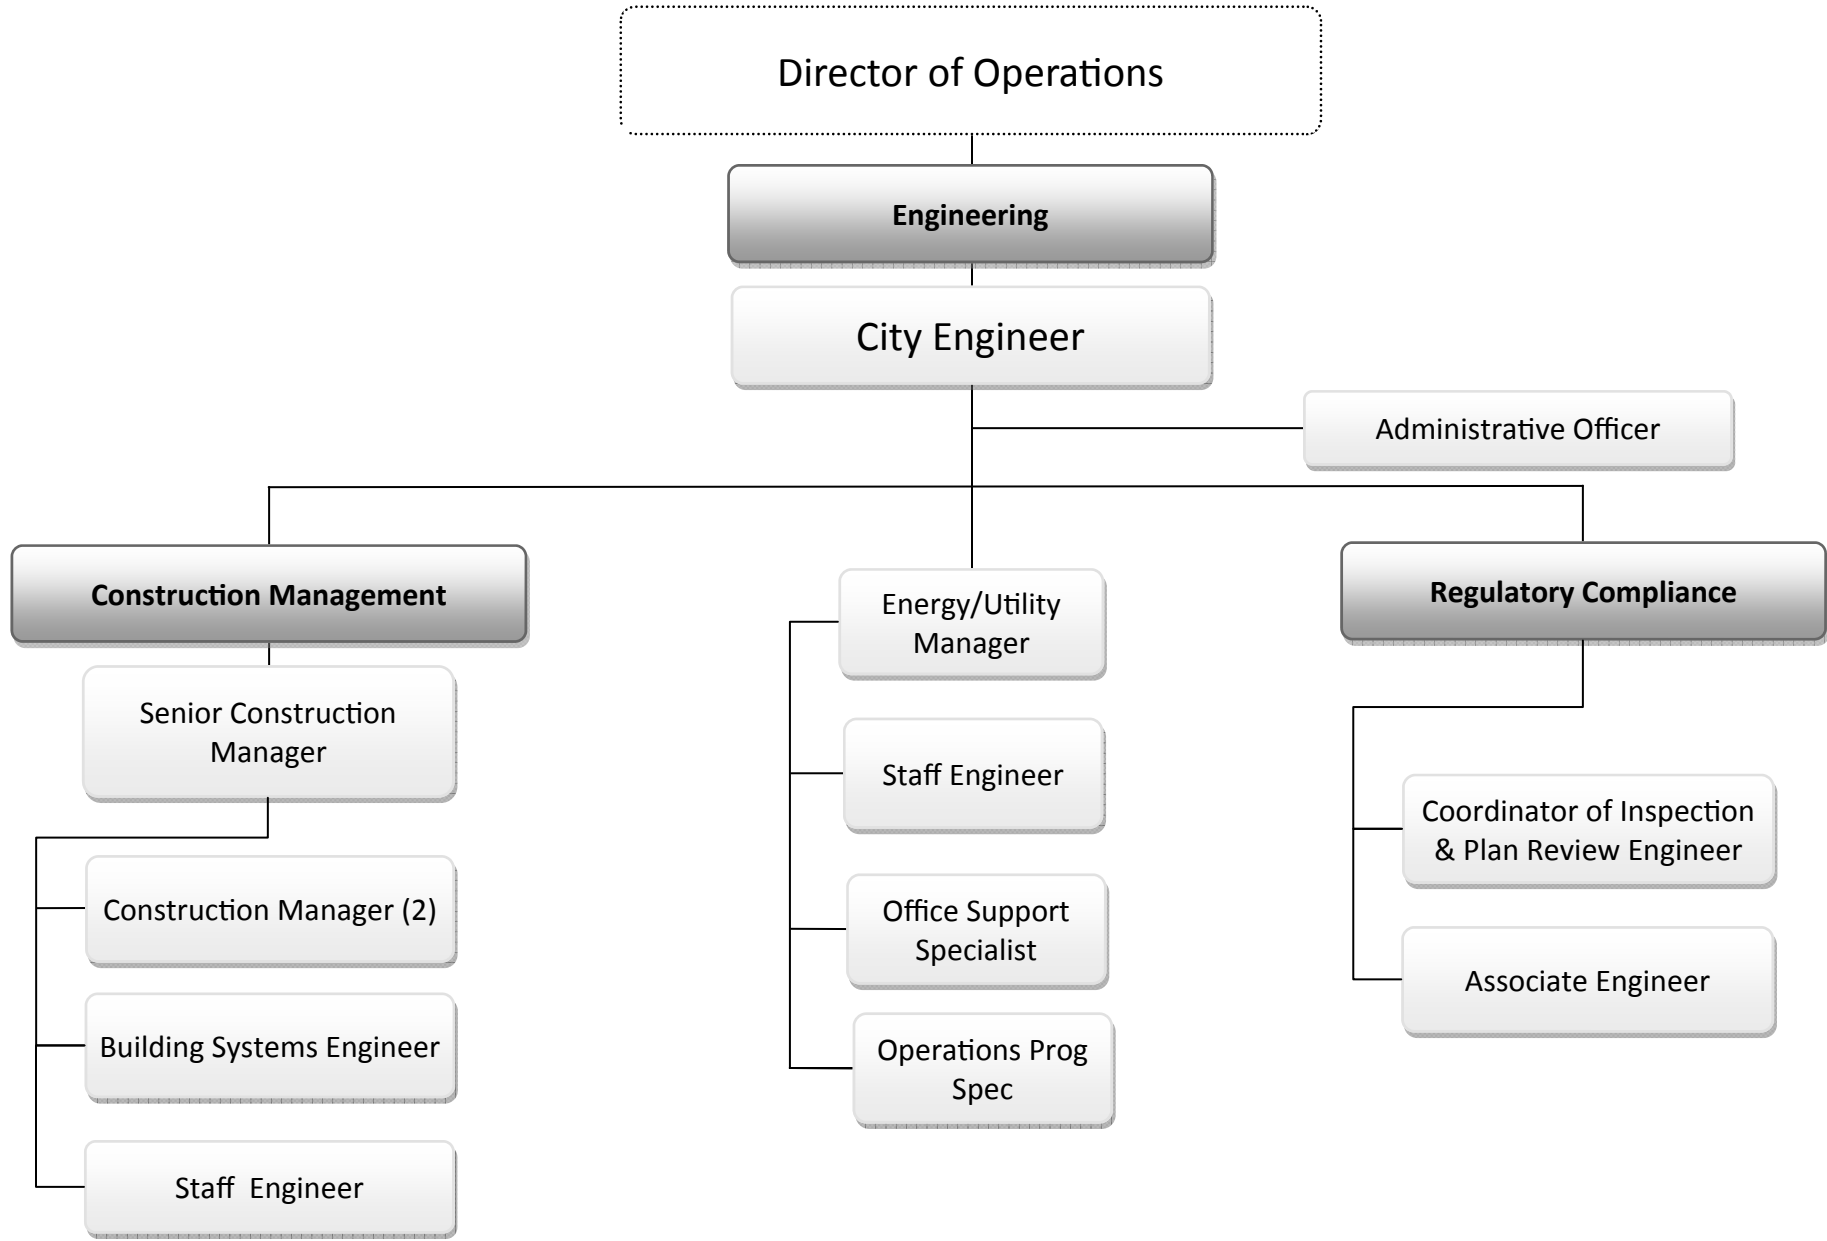 Director of Operations
Engineering
City Engineer
Administrative Officer
Construction Management
Senior Construction
Manager
Construction Manager (2)
Building Systems Engineer
Staff  Engineer
Energy/Utility
Manager
Staff Engineer
Office Support
Specialist
Operations Prog
Spec
Regulatory Compliance
Coordinator of Inspection
& Plan Review Engineer
Associate Engineer